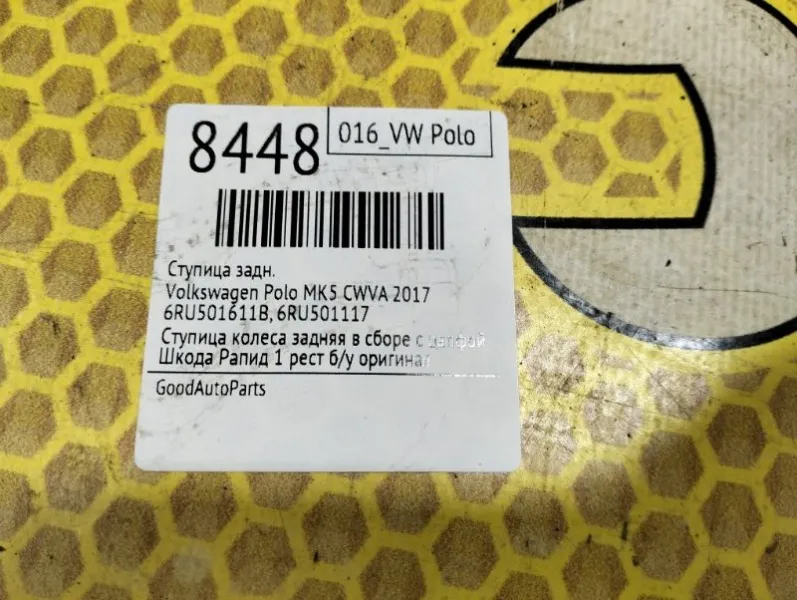 8448
016_VW Polo
Ступица задн.
Volkswagen Polo MK5 CWVA 2017
6RU501611B, 6RU501117
Ступица колеса задняя в сборе с цапфой
Шкода Рапид 1 рест б/у оригинал
GoodAutoParts